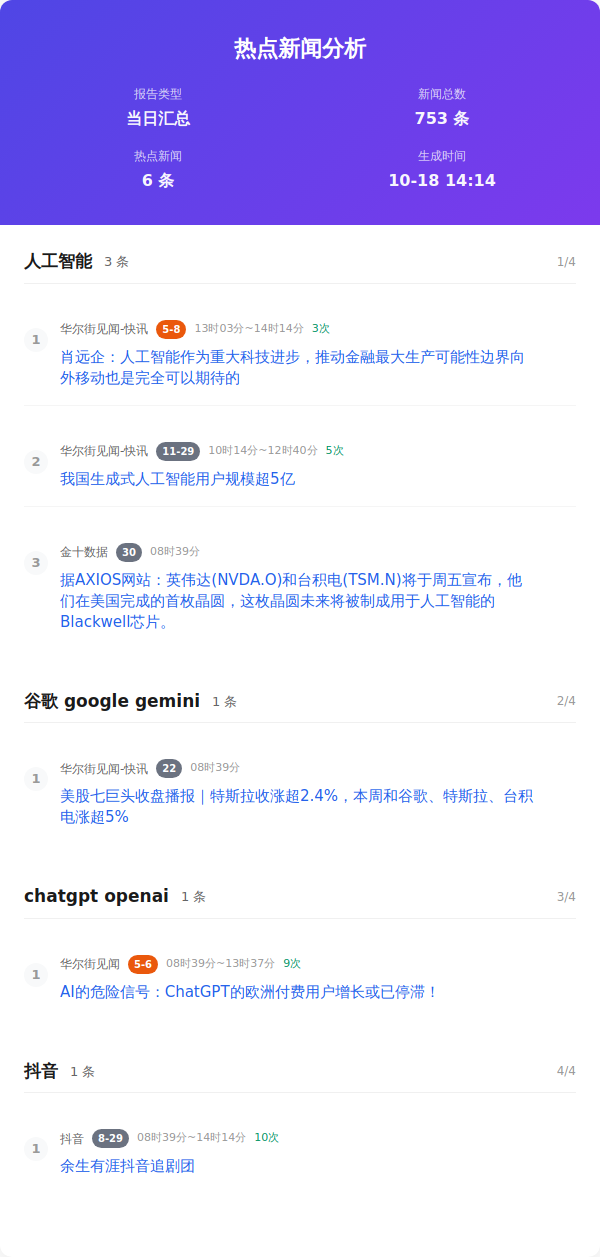 热点新闻分析
报告类型
当日汇总
新闻总数
753 条
热点新闻
6 条
生成时间
10-18 14:14
人工智能 3 条 1/4
1
华尔街见闻-快讯 5-8 13时03分~14时14分 3次
肖远企：人工智能作为重大科技进步，推动金融最大生产可能性边界向
外移动也是完全可以期待的
2
华尔街见闻-快讯 11-29 10时14分~12时40分 5次
我国生成式人工智能用户规模超5亿
3
金十数据 30 08时39分
据AXIOS网站：英伟达(NVDA.O)和台积电(TSM.N)将于周五宣布，他
们在美国完成的首枚晶圆，这枚晶圆未来将被制成用于人工智能的
Blackwell芯片。
谷歌 google gemini 1 条 2/4
1
华尔街见闻-快讯 22 08时39分
美股七巨头收盘播报｜特斯拉收涨超2.4%，本周和谷歌、特斯拉、台积
电涨超5%
chatgpt openai 1 条 3/4
1
华尔街见闻 5-6 08时39分~13时37分 9次
AI的危险信号：ChatGPT的欧洲付费用户增长或已停滞！
抖音 1 条 4/4
1
抖音 8-29 08时39分~14时14分 10次
余生有涯抖音追剧团